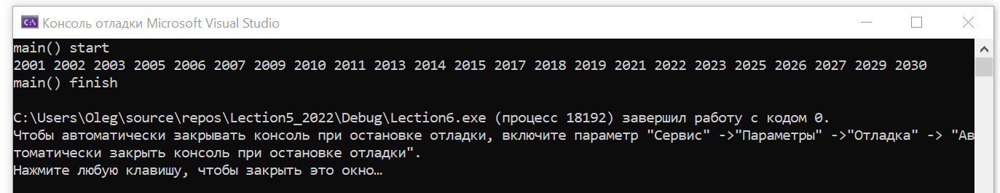 Консоль отладки Microsoft Visual Studio
main() start
2001 2002 2003 2005 2006 2007 2009 2010 2011 2013 2014 2015 2017 2018 2019 2021 2022 2023 2025 2026 2027 2029 2030
main() finish
C:\Users\Oleg\source\repos\Lection5_2022\Debug\Lection6.exe (процесс 18192) завершил работу с кодом 0.
Чтобы автоматически закрывать консоль при остановке отладки, включите параметр "Сервис" ->"Параметры" ->"Отладка" -> "Ав
томатически закрыть консоль при остановке отладки".
Нажмите любую клавишу, чтобы закрыть это окно…